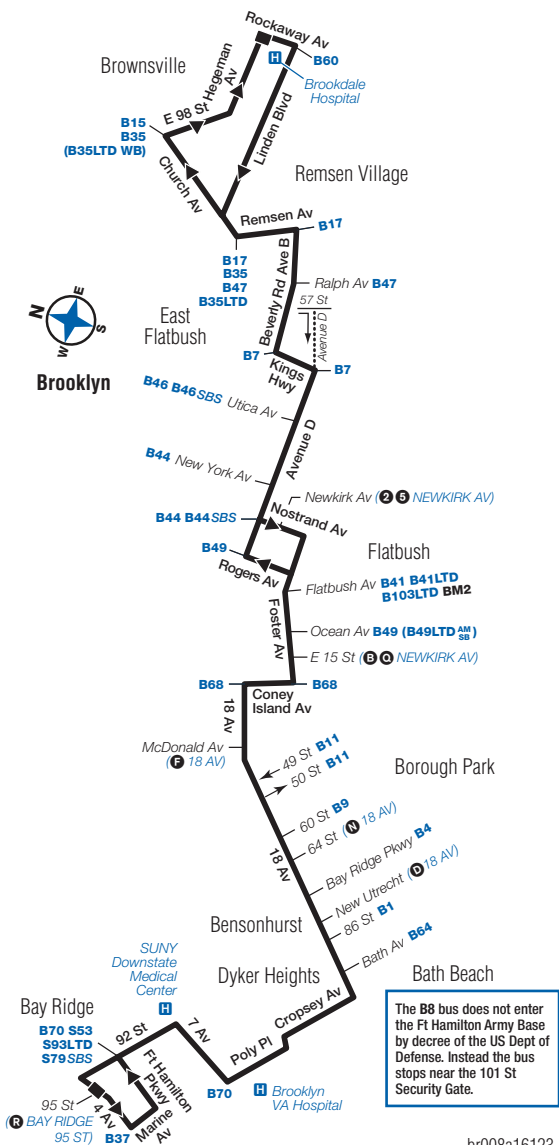 Rockaway Av
B60
Brownsville
Hegeman
Av
H
Brookdale
Hospital
B15
B35
(B35LTD WB)
E 98 St
Linden Blvd
Church Av
Remsen Village
Remsen Av
B17
B17
B35
B47
B35LTD
Beverly Rd Ave B
Ralph Av B47
57 St
Avenue D
N
E
S
W
Brooklyn
East
Flatbush
B7
Kings
Hwy
B7
B46 B46SBS Utica Av
Avenue D
B44 New York Av
Newkirk Av (2 5 NEWKIRK AV)
B44 B44SBS
Nostrand Av
B49
Rogers Av
Flatbush
Flatbush Av B41 B41LTD
B103LTD BM2
Foster Av
Ocean Av B49 (B49LTD AM SB)
E 15 St (B Q NEWKIRK AV)
B68
B68
Coney
Island Av
18 Av
McDonald Av
(F 18 AV)
49 St B11
50 St B11
Borough Park
60 St B9
64 St (N 18 AV)
18 Av
Bay Ridge Pkwy B4
New Utrecht (D 18 AV)
86 St B1
Bensonhurst
Bath Av B64
SUNY
Downstate
Medical
Center
H
Dyker Heights
Bath Beach
Cropsey Av
Bay Ridge
B70 S53
S93LTD
S79SBS
92 St
7 Av
Poly Pl
Ft Hamilton
Pkwy
B70
H Brooklyn
VA Hospital
95 St
(R BAY RIDGE
95 ST)
4 Av
B37
Marine
Av
The B8 bus does not enter
the Ft Hamilton Army Base
by decree of the US Dept of
Defense. Instead the bus
stops near the 101 St
Security Gate.